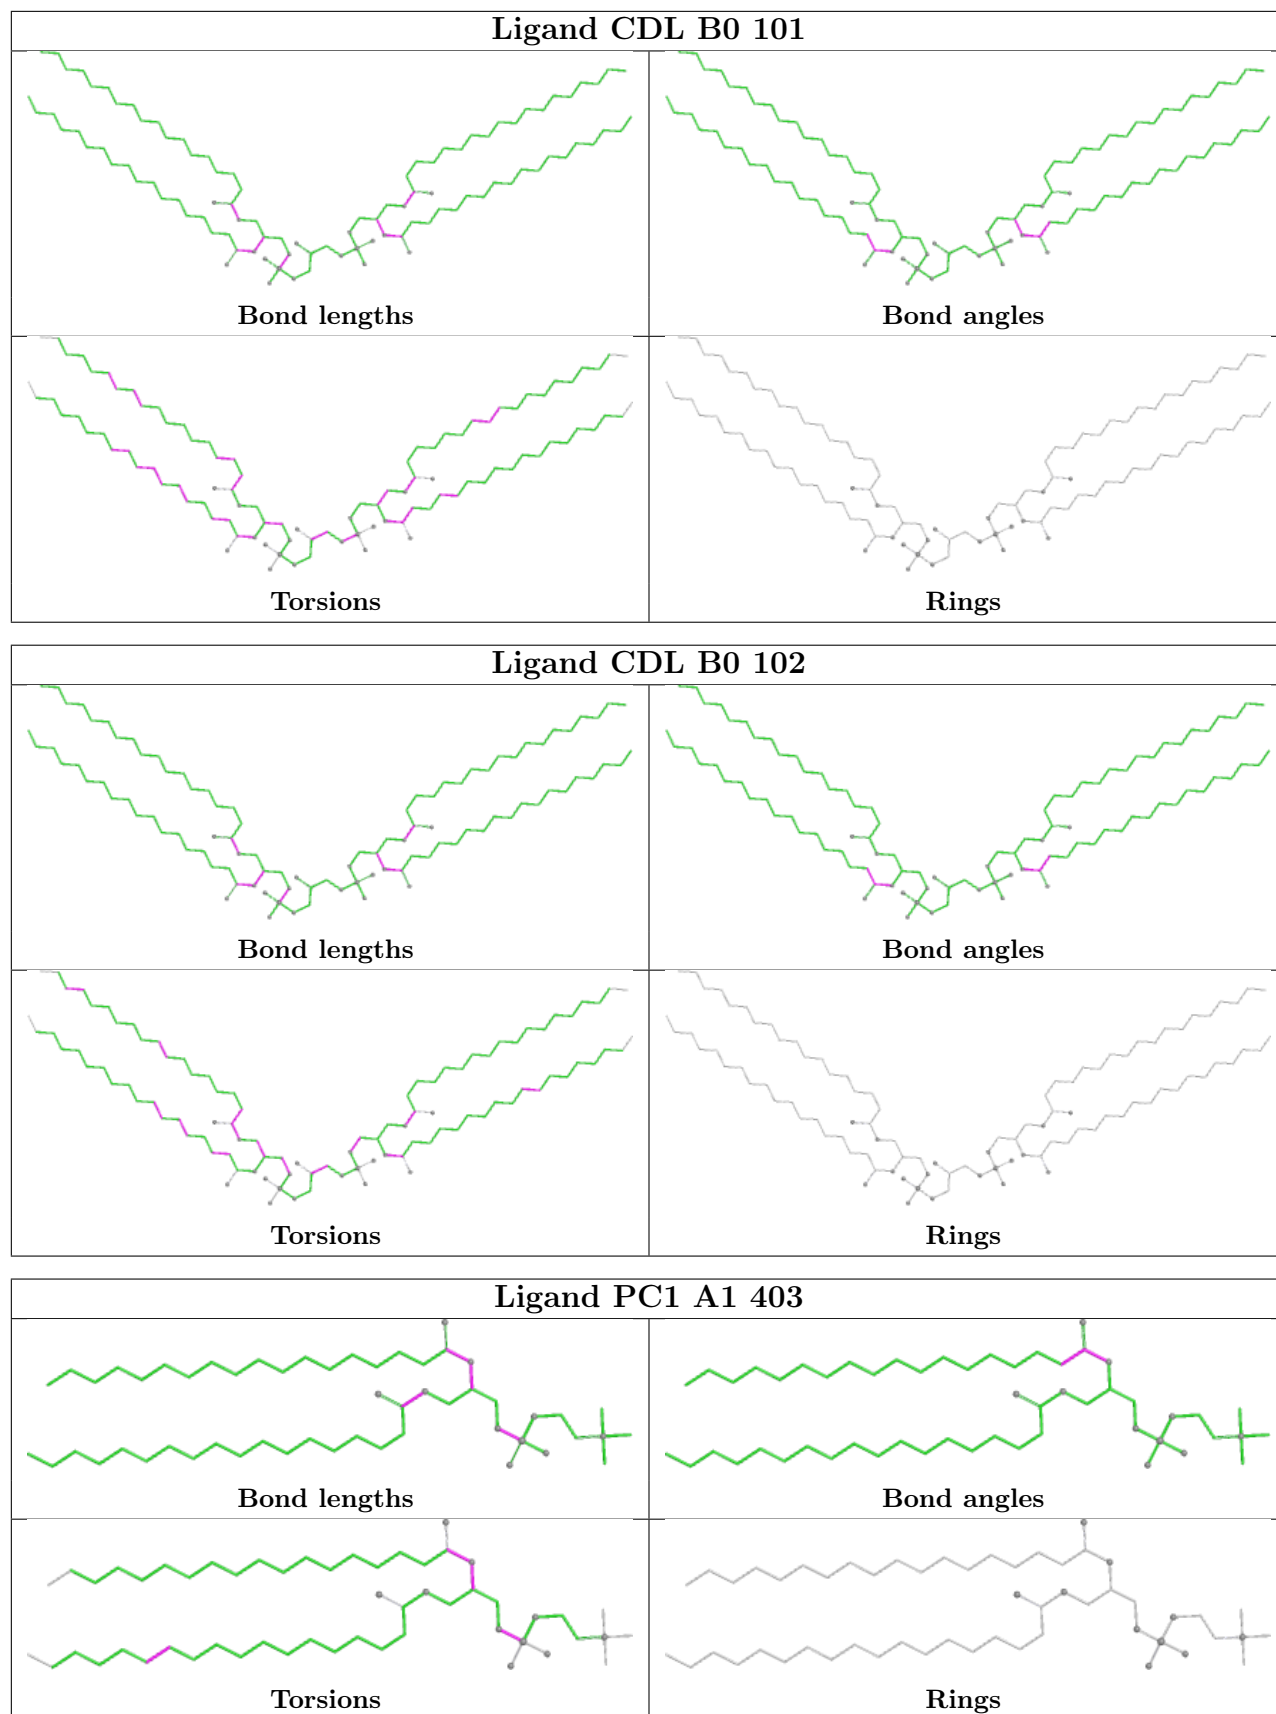 Ligand CDL B0 101
Bond lengths
Bond angles
Torsions
Rings
Ligand CDL B0 102
Bond lengths
Bond angles
Torsions
Rings
Ligand PC1 A1 403
Bond lengths
Bond angles
Torsions
Rings